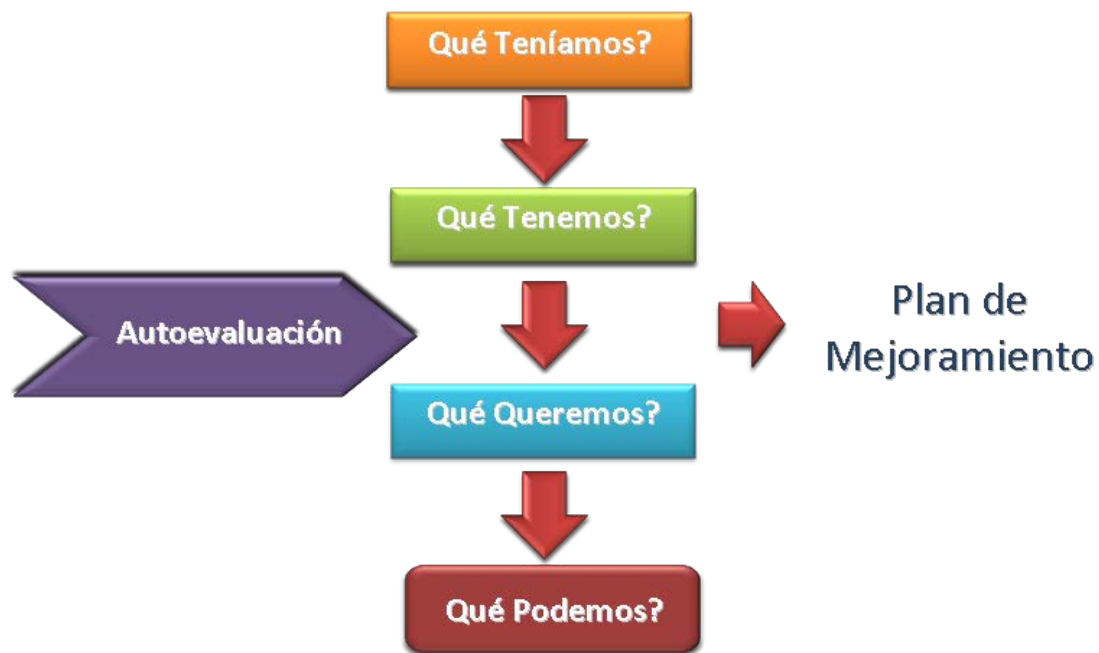 Qué Teníamos?
Qué Tenemos?
Autoevaluación
Plan de
Mejoramiento
Qué Queremos?
Qué Podemos?